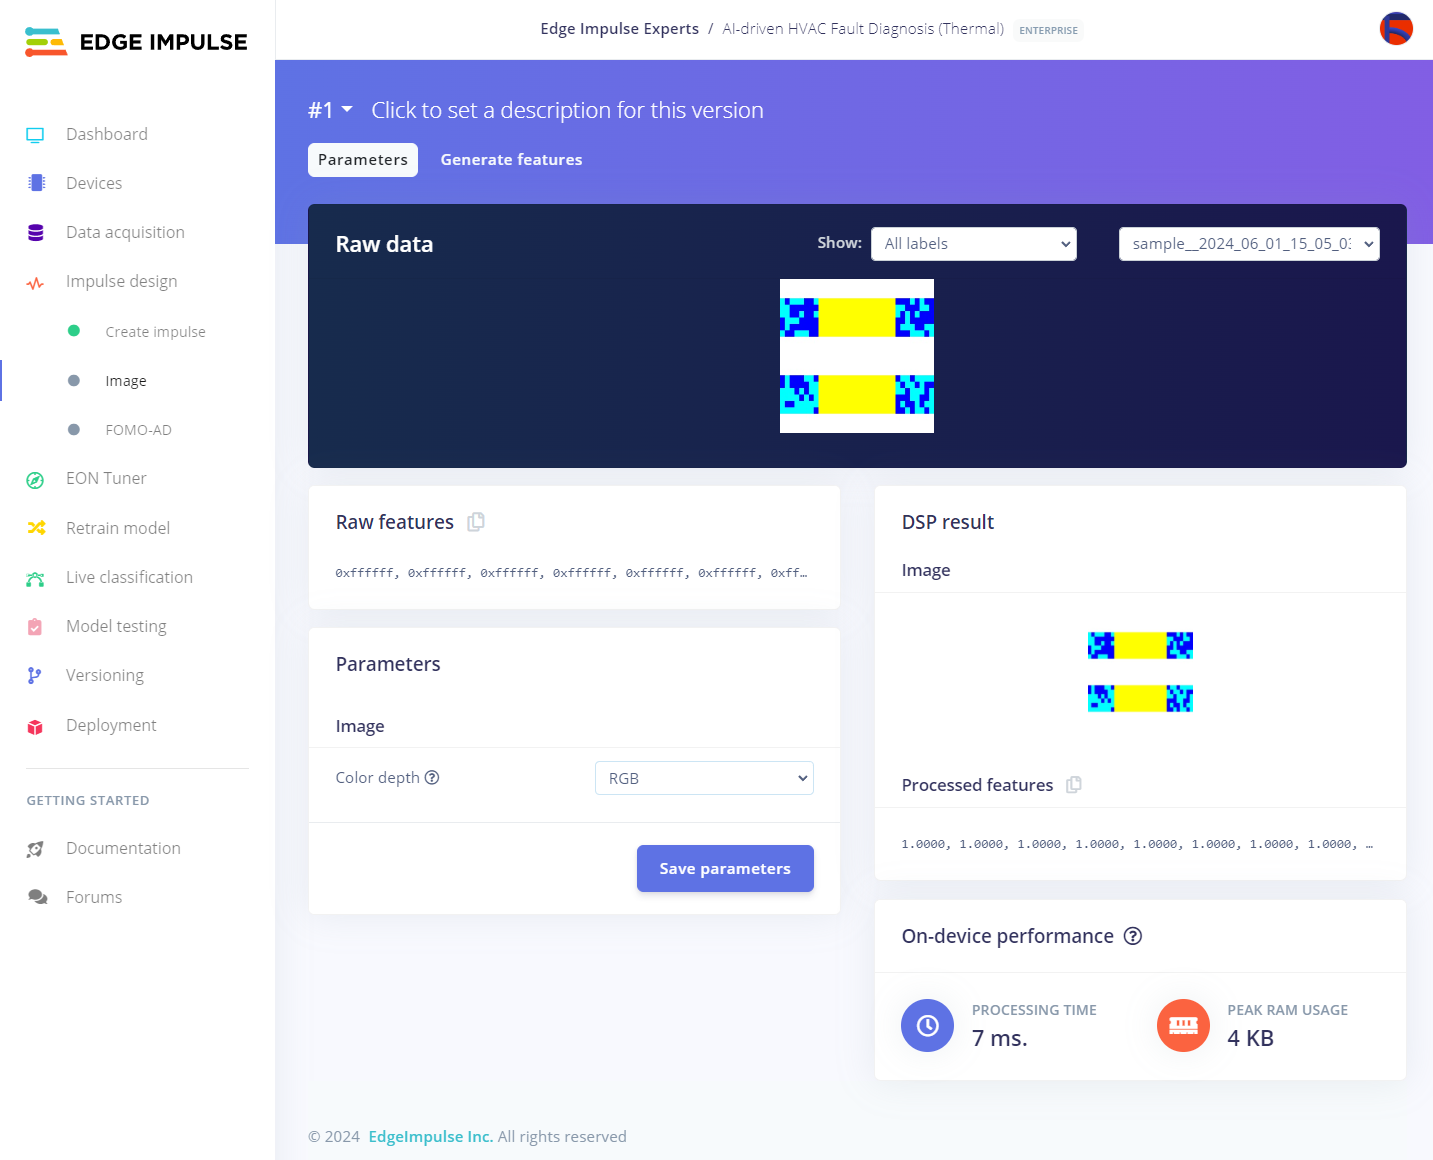 EDGE IMPULSE
Edge Impulse Experts / AI-driven HVAC Fault Diagnosis (Thermal) ENTERPRISE
Dashboard
Devices
Data acquisition
Impulse design
Create impulse
Image
FOMO-AD
EON Tuner
Retrain model
Live classification
Model testing
Versioning
Deployment
GETTING STARTED
Documentation
Forums
#1 Click to set a description for this version
Parameters Generate features
Raw data
Show: All labels sample__2024_06_01_15_05_03
Raw features
0xffffff, 0xffffff, 0xffffff, 0xffffff, 0xffffff, 0xffffff, 0xff…
Parameters
Image
Color depth RGB
Save parameters
DSP result
Image
Processed features
1.0000, 1.0000, 1.0000, 1.0000, 1.0000, 1.0000, 1.0000, 1.0000, …
On-device performance
PROCESSING TIME
7 ms.
PEAK RAM USAGE
4 KB
© 2024 EdgeImpulse Inc. All rights reserved